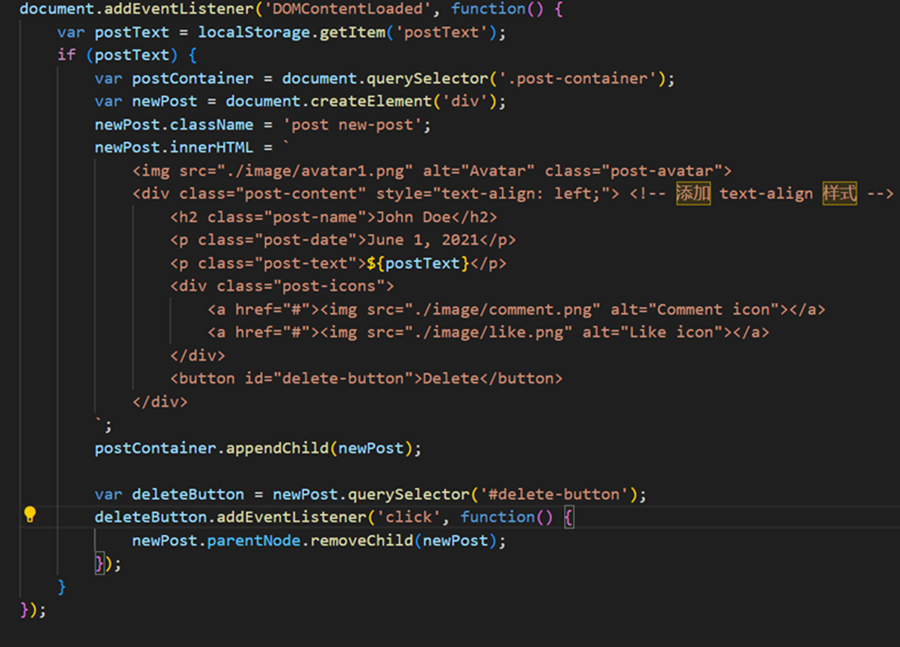 document.addEventListener('DOMContentLoaded', function() {
    var postText = localStorage.getItem('postText');
    if (postText) {
        var postContainer = document.querySelector('.post-container');
        var newPost = document.createElement('div');
        newPost.className = 'post new-post';
        newPost.innerHTML = `
            <img src="./image/avatar1.png" alt="Avatar" class="post-avatar">
            <div class="post-content" style="text-align: left;"> <!-- 添加 text-align 样式 -->
                <h2 class="post-name">John Doe</h2>
                <p class="post-date">June 1, 2021</p>
                <p class="post-text">${postText}</p>
                <div class="post-icons">
                    <a href="#"><img src="./image/comment.png" alt="Comment icon"></a>
                    <a href="#"><img src="./image/like.png" alt="Like icon"></a>
                </div>
                <button id="delete-button">Delete</button>
            </div>
        `;
        postContainer.appendChild(newPost);

        var deleteButton = newPost.querySelector('#delete-button');
        deleteButton.addEventListener('click', function() {
            newPost.parentNode.removeChild(newPost);
        });
    }
});